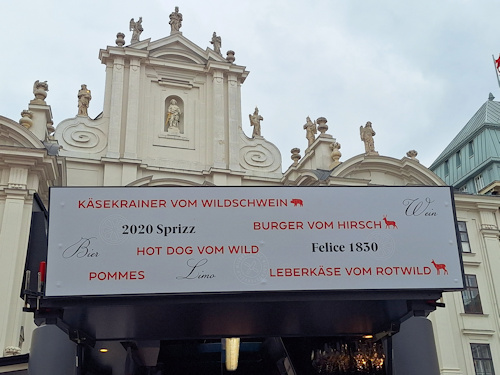 KÄSEKRAINER VOM WILDSCHWEIN
Wein
2020 Sprizz
BURGER VOM HIRSCH
Bier
HOT DOG VOM WILD
Felice 1830
POMMES
Limo
LEBERKÄSE VOM ROTWILD